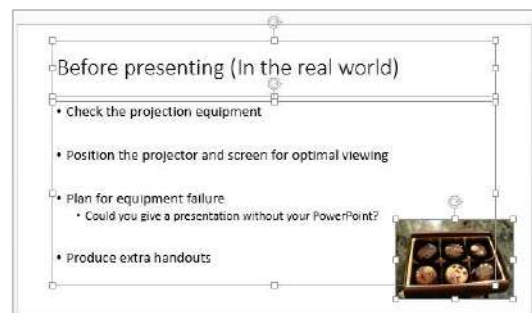 Before presenting (In the real world)
• Check the projection equipment
• Position the projector and screen for optimal viewing
• Plan for equipment failure
• Could you give a presentation without your PowerPoint?
• Produce extra handouts